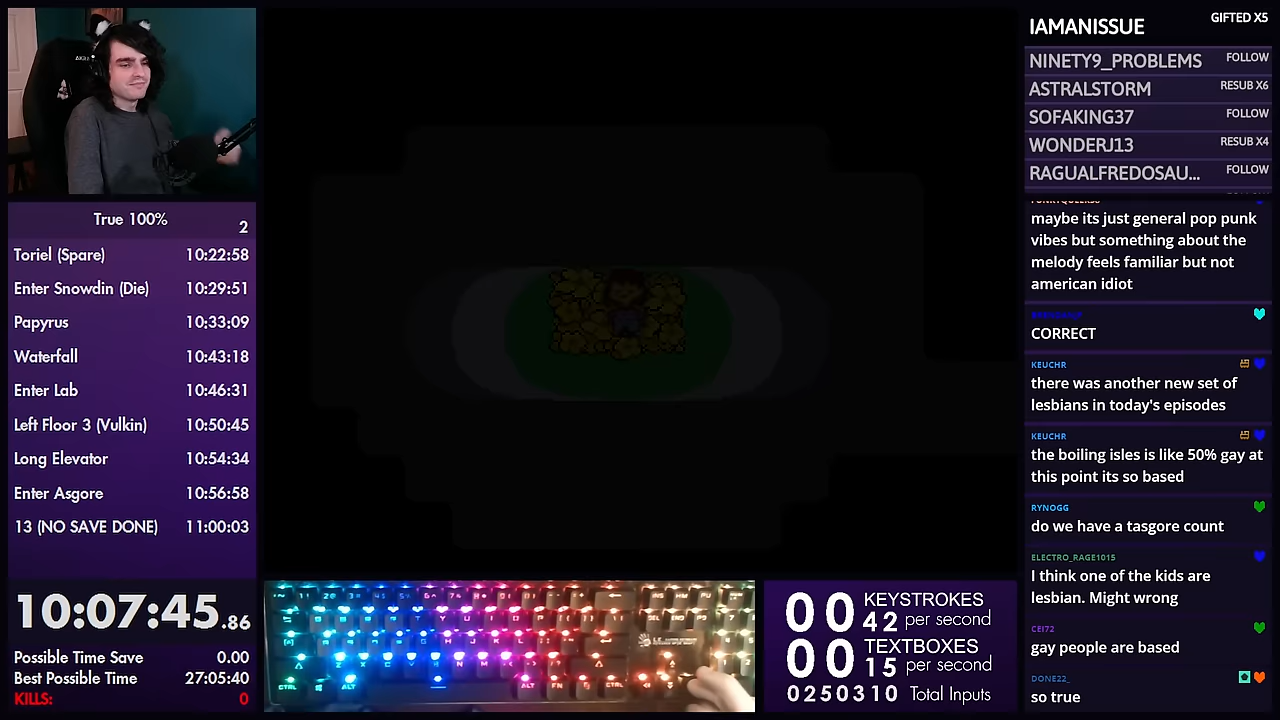 True 100%
2
Toriel (Spare) 10:22:58
Enter Snowdin (Die) 10:29:51
Papyrus 10:33:09
Waterfall 10:43:18
Enter Lab 10:46:31
Left Floor 3 (Vulkin) 10:50:45
Long Elevator 10:54:34
Enter Asgore 10:56:58
13 (NO SAVE DONE) 11:00:03
10:07:45.86
Possible Time Save 0.00
Best Possible Time 27:05:40
KILLS: 0
00 KEYSTROKES
42 per second
00 TEXTBOXES
15 per second
0250310 Total Inputs
IAMANISSUE GIFTED X5
NINETY9_PROBLEMS FOLLOW
ASTRALSTORM RESUB X6
SOFAKING37 FOLLOW
WONDERJ13 RESUB X4
RAGUALFREDOSAU... FOLLOW
maybe its just general pop punk
vibes but something about the
melody feels familiar but not
american idiot
CORRECT
KEUCHR
there was another new set of
lesbians in today's episodes
KEUCHR
the boiling isles is like 50% gay at
this point its so based
RYNOGG
do we have a tasgore count
ELECTRO_RAGE1015
I think one of the kids are
lesbian. Might wrong
CEI72
gay people are based
DONE22_
so true